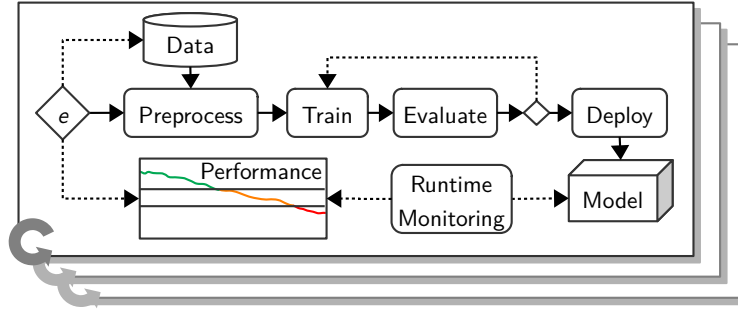 Data
e
Preprocess
Train
Evaluate
Deploy
Performance
Runtime
Monitoring
Model